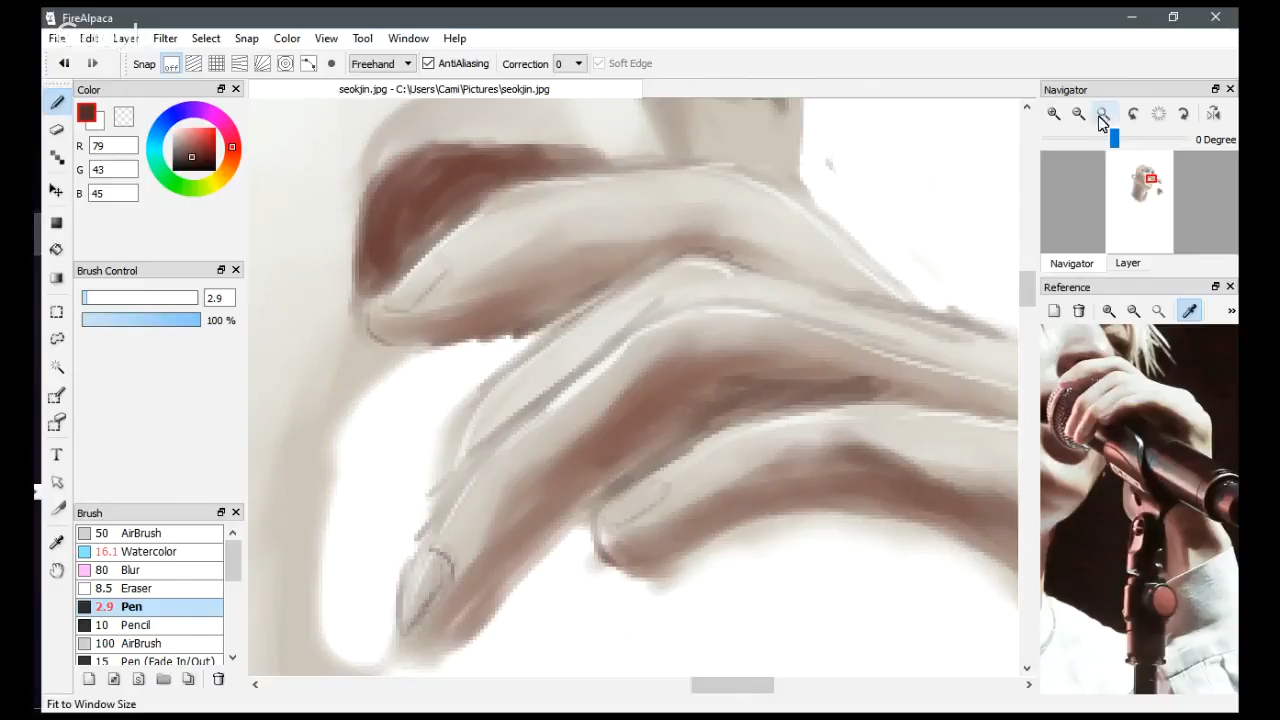 FireAlpaca
File Edit Layer Filter Select Snap Color View Tool Window Help
Snap off Freehand AntiAliasing Correction 0 Soft Edge
Color
seokjin.jpg - C:\Users\Cami\Pictures\seokjin.jpg
Navigator
R 79
G 43
B 45
0 Degree
Navigator Layer
Brush Control
2.9
100 %
Reference
»
Brush
50 AirBrush
16.1 Watercolor
80 Blur
8.5 Eraser
2.9 Pen
10 Pencil
100 AirBrush
15 Pen (Fade In/Out)
Fit to Window Size